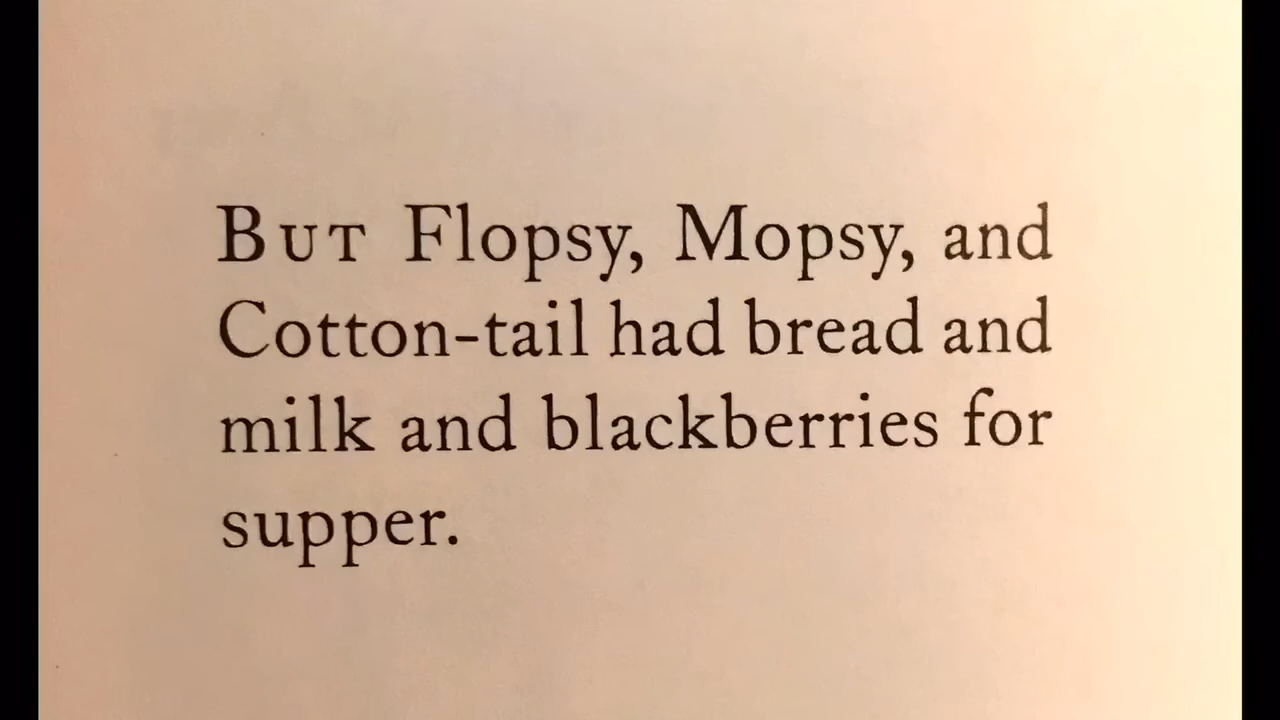 BUT Flopsy, Mopsy, and
Cotton-tail had bread and
milk and blackberries for
supper.